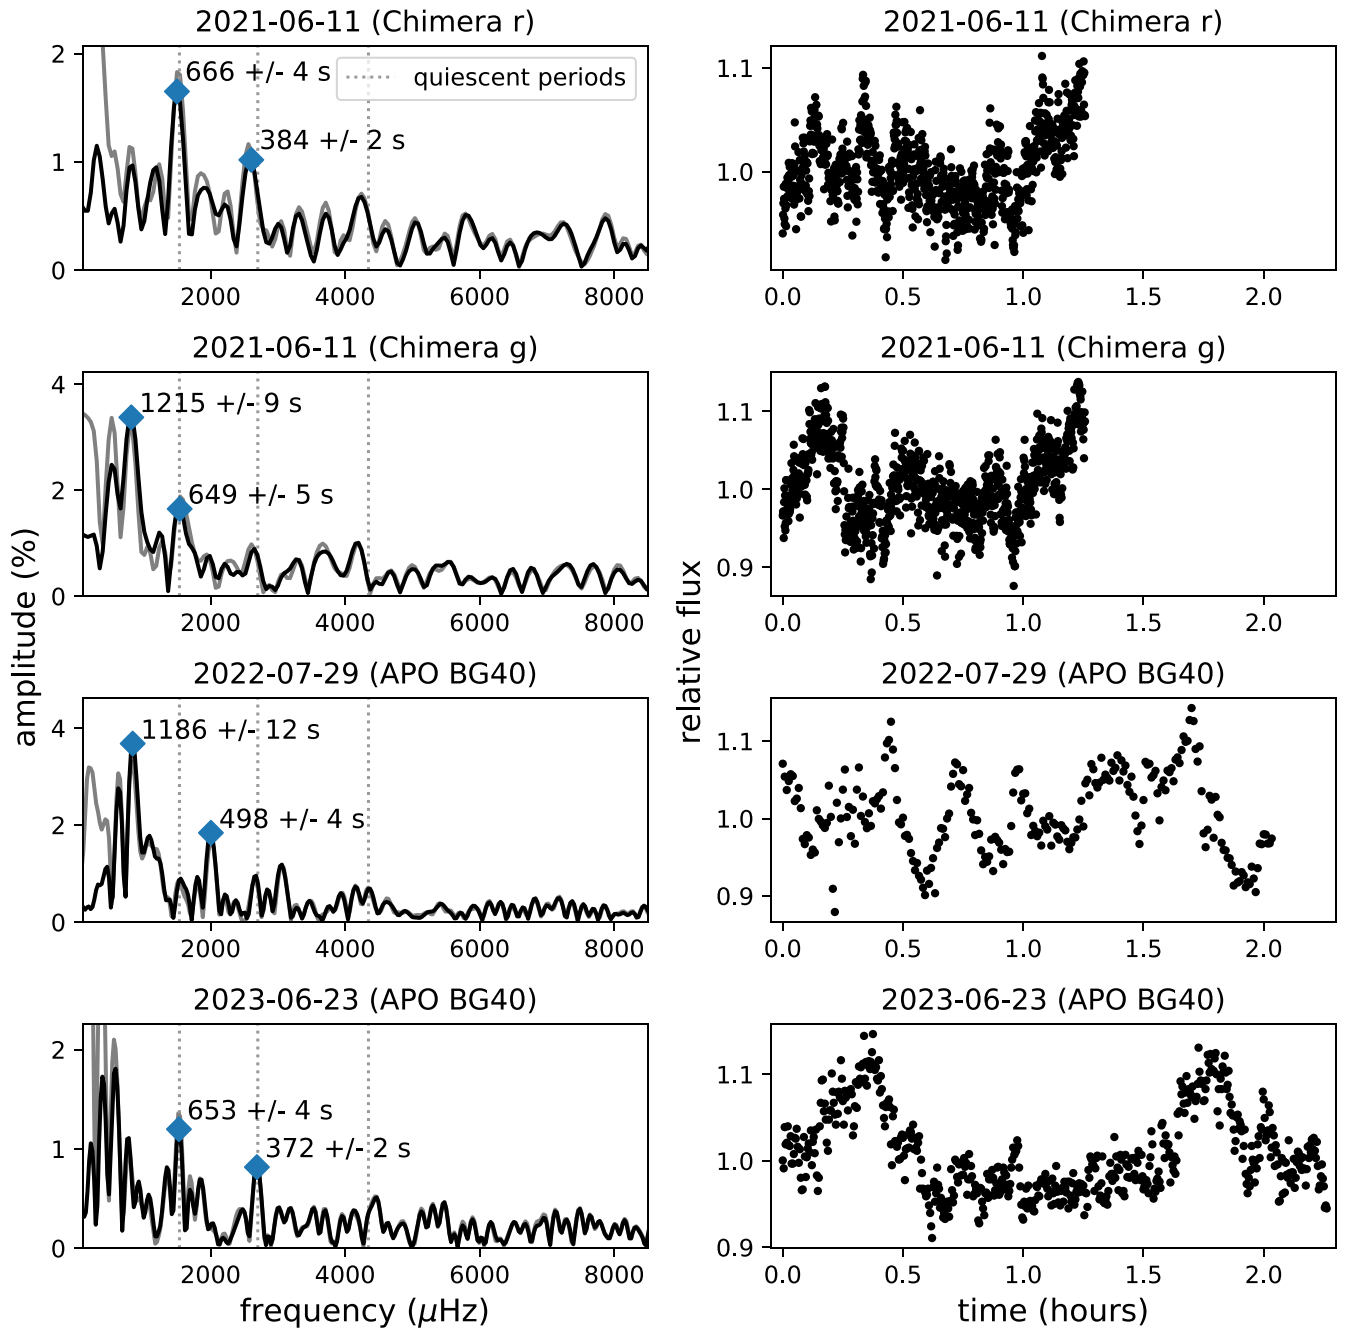 2021-06-11 (Chimera r)
2
1
0
666 +/- 4 s
384 +/- 2 s
quiescent periods
2000
4000
6000
8000
2021-06-11 (Chimera r)
1.1
1.0
0.0
0.5
1.0
1.5
2.0
2021-06-11 (Chimera g)
4
2
0
1215 +/- 9 s
649 +/- 5 s
2000
4000
6000
8000
2021-06-11 (Chimera g)
1.1
1.0
0.9
0.0
0.5
1.0
1.5
2.0
amplitude (%)
relative flux
2022-07-29 (APO BG40)
4
2
0
1186 +/- 12 s
498 +/- 4 s
2000
4000
6000
8000
2022-07-29 (APO BG40)
1.1
1.0
0.9
0.0
0.5
1.0
1.5
2.0
2023-06-23 (APO BG40)
2
1
0
653 +/- 4 s
372 +/- 2 s
2000
4000
6000
8000
frequency (μHz)
2023-06-23 (APO BG40)
1.1
1.0
0.9
0.0
0.5
1.0
1.5
2.0
time (hours)